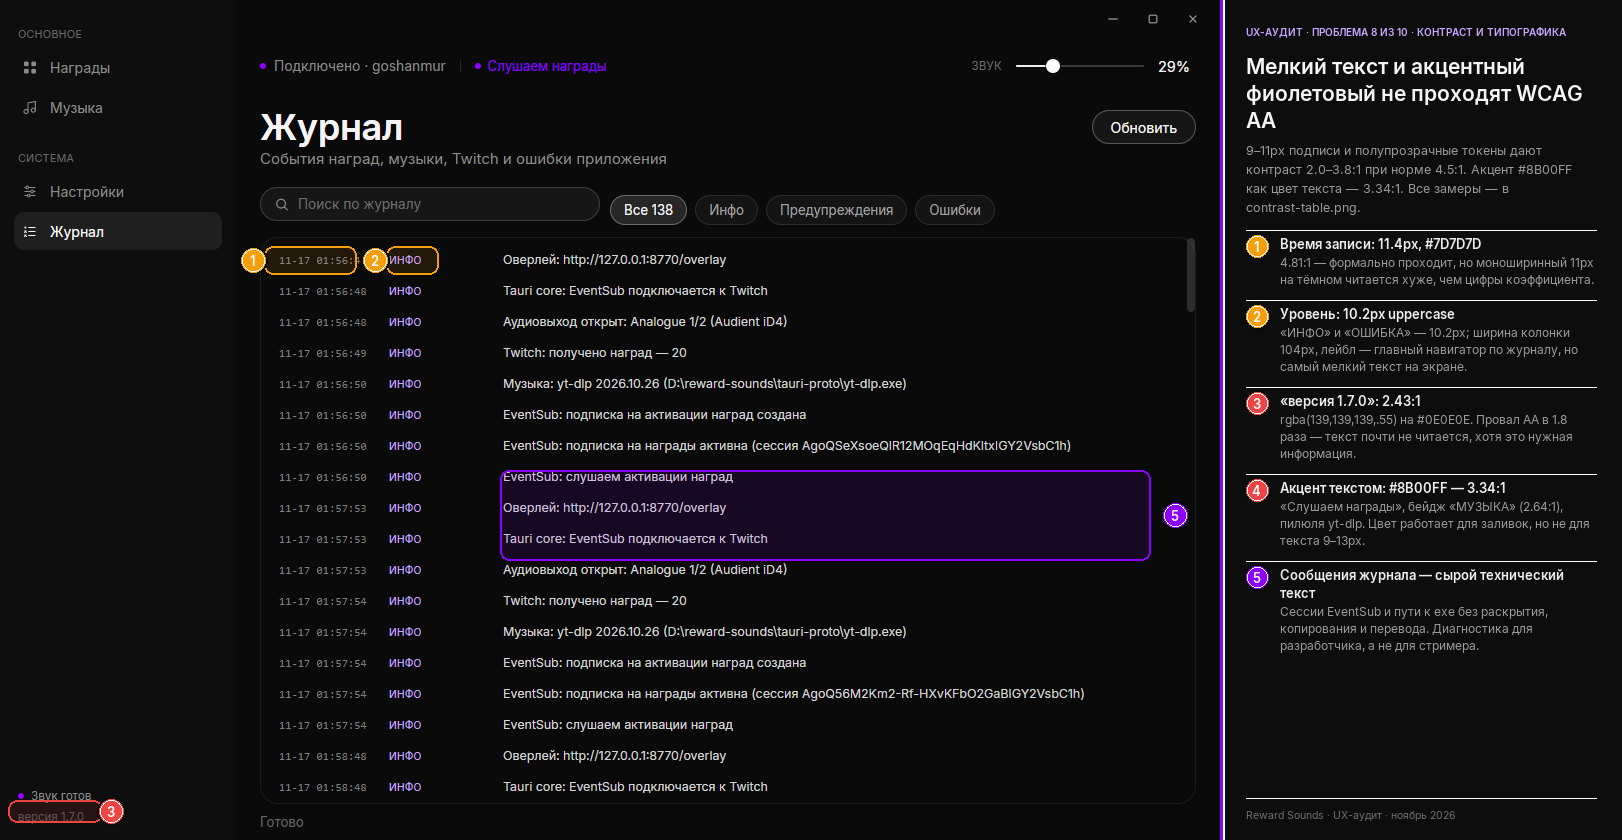 ОСНОВНОЕ
Награды
Музыка
СИСТЕМА
Настройки
Журнал
Звук готов
версия 1.7.0
3
Подключено · goshanmur
Слушаем награды
ЗВУК
29%
Журнал
События наград, музыки, Twitch и ошибки приложения
Обновить
Поиск по журналу
Все 138
Инфо
Предупреждения
Ошибки
1
11-17 01:56:
2
ИНФО
Оверлей: http://127.0.0.1:8770/overlay
11-17 01:56:48 ИНФО Tauri core: EventSub подключается к Twitch
11-17 01:56:48 ИНФО Аудиовыход открыт: Analogue 1/2 (Audient iD4)
11-17 01:56:49 ИНФО Twitch: получено наград — 20
11-17 01:56:50 ИНФО Музыка: yt-dlp 2026.10.26 (D:\reward-sounds\tauri-proto\yt-dlp.exe)
11-17 01:56:50 ИНФО EventSub: подписка на активации наград создана
11-17 01:56:50 ИНФО EventSub: подписка на награды активна (сессия AgoQSeXsoeQIR12MOqEqHdKltxIGY2VsbC1h)
11-17 01:56:50 ИНФО EventSub: слушаем активации наград
11-17 01:57:53 ИНФО Оверлей: http://127.0.0.1:8770/overlay
11-17 01:57:53 ИНФО Tauri core: EventSub подключается к Twitch
5
11-17 01:57:53 ИНФО Аудиовыход открыт: Analogue 1/2 (Audient iD4)
11-17 01:57:54 ИНФО Twitch: получено наград — 20
11-17 01:57:54 ИНФО Музыка: yt-dlp 2026.10.26 (D:\reward-sounds\tauri-proto\yt-dlp.exe)
11-17 01:57:54 ИНФО EventSub: подписка на активации наград создана
11-17 01:57:54 ИНФО EventSub: подписка на награды активна (сессия AgoQ56M2Km2-Rf-HXvKFbO2GaBIGY2VsbC1h)
11-17 01:57:54 ИНФО EventSub: слушаем активации наград
11-17 01:58:48 ИНФО Оверлей: http://127.0.0.1:8770/overlay
11-17 01:58:48 ИНФО Tauri core: EventSub подключается к Twitch
Готово
UX-АУДИТ · ПРОБЛЕМА 8 ИЗ 10 · КОНТРАСТ И ТИПОГРАФИКА
Мелкий текст и акцентный
фиолетовый не проходят WCAG
AA
9–11px подписи и полупрозрачные токены дают
контраст 2.0–3.8:1 при норме 4.5:1. Акцент #8B00FF
как цвет текста — 3.34:1. Все замеры — в
contrast-table.png.
1
Время записи: 11.4px, #7D7D7D
4.81:1 — формально проходит, но моноширинный 11px
на тёмном читается хуже, чем цифры коэффициента.
2
Уровень: 10.2px uppercase
«ИНФО» и «ОШИБКА» — 10.2px; ширина колонки
104px, лейбл — главный навигатор по журналу, но
самый мелкий текст на экране.
3
«версия 1.7.0»: 2.43:1
rgba(139,139,139,.55) на #0E0E0E. Провал AA в 1.8
раза — текст почти не читается, хотя это нужная
информация.
4
Акцент текстом: #8B00FF — 3.34:1
«Слушаем награды», бейдж «МУЗЫКА» (2.64:1),
пилюля yt-dlp. Цвет работает для заливок, но не для
текста 9–13px.
5
Сообщения журнала — сырой технический
текст
Сессии EventSub и пути к exe без раскрытия,
копирования и перевода. Диагностика для
разработчика, а не для стримера.
Reward Sounds · UX-аудит · ноябрь 2026